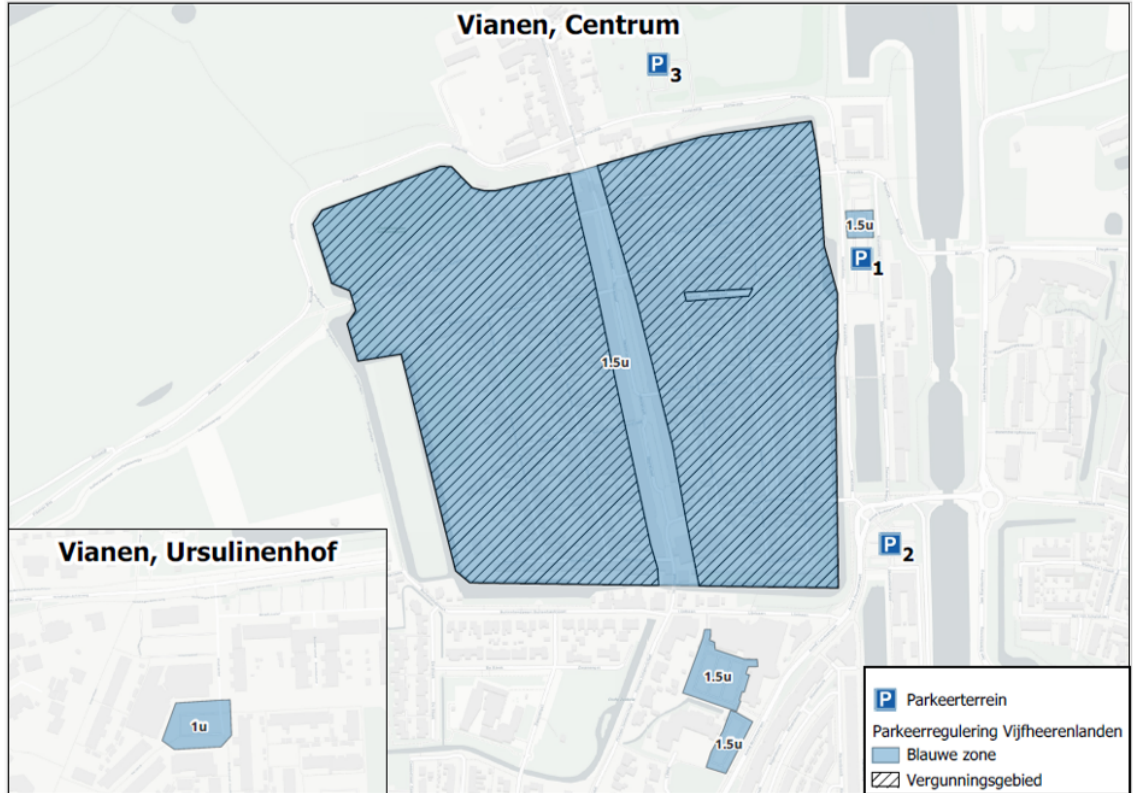 Vianen, Centrum
P 3
1.5u
P 1
1.5u
P 2
Vianen, Ursulinenhof
1u
1.5u
1.5u
P Parkeerterrein
Parkeerregulering Vijfheerenlanden
Blauwe zone
Vergunningsgebied